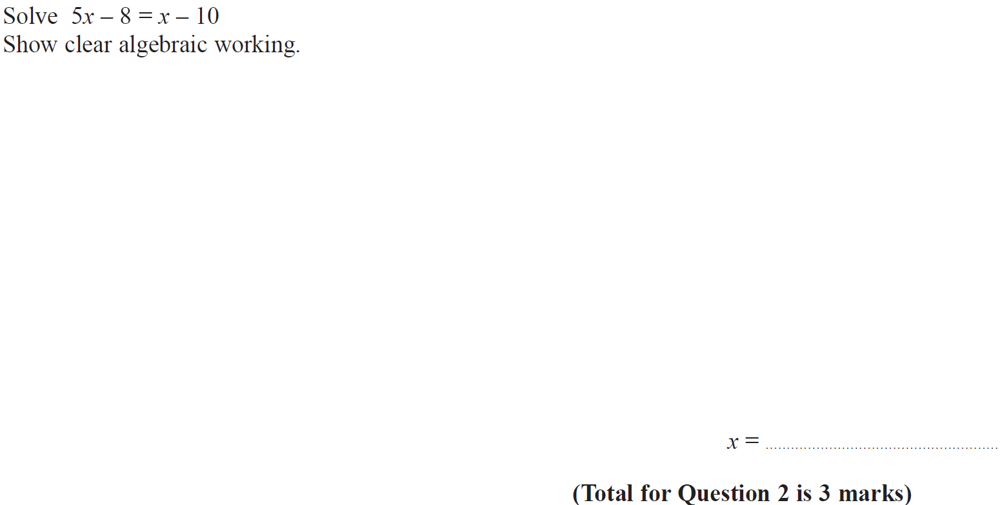 Solve 5x – 8 = x – 10
Show clear algebraic working.
x = ........................................................
(Total for Question 2 is 3 marks)